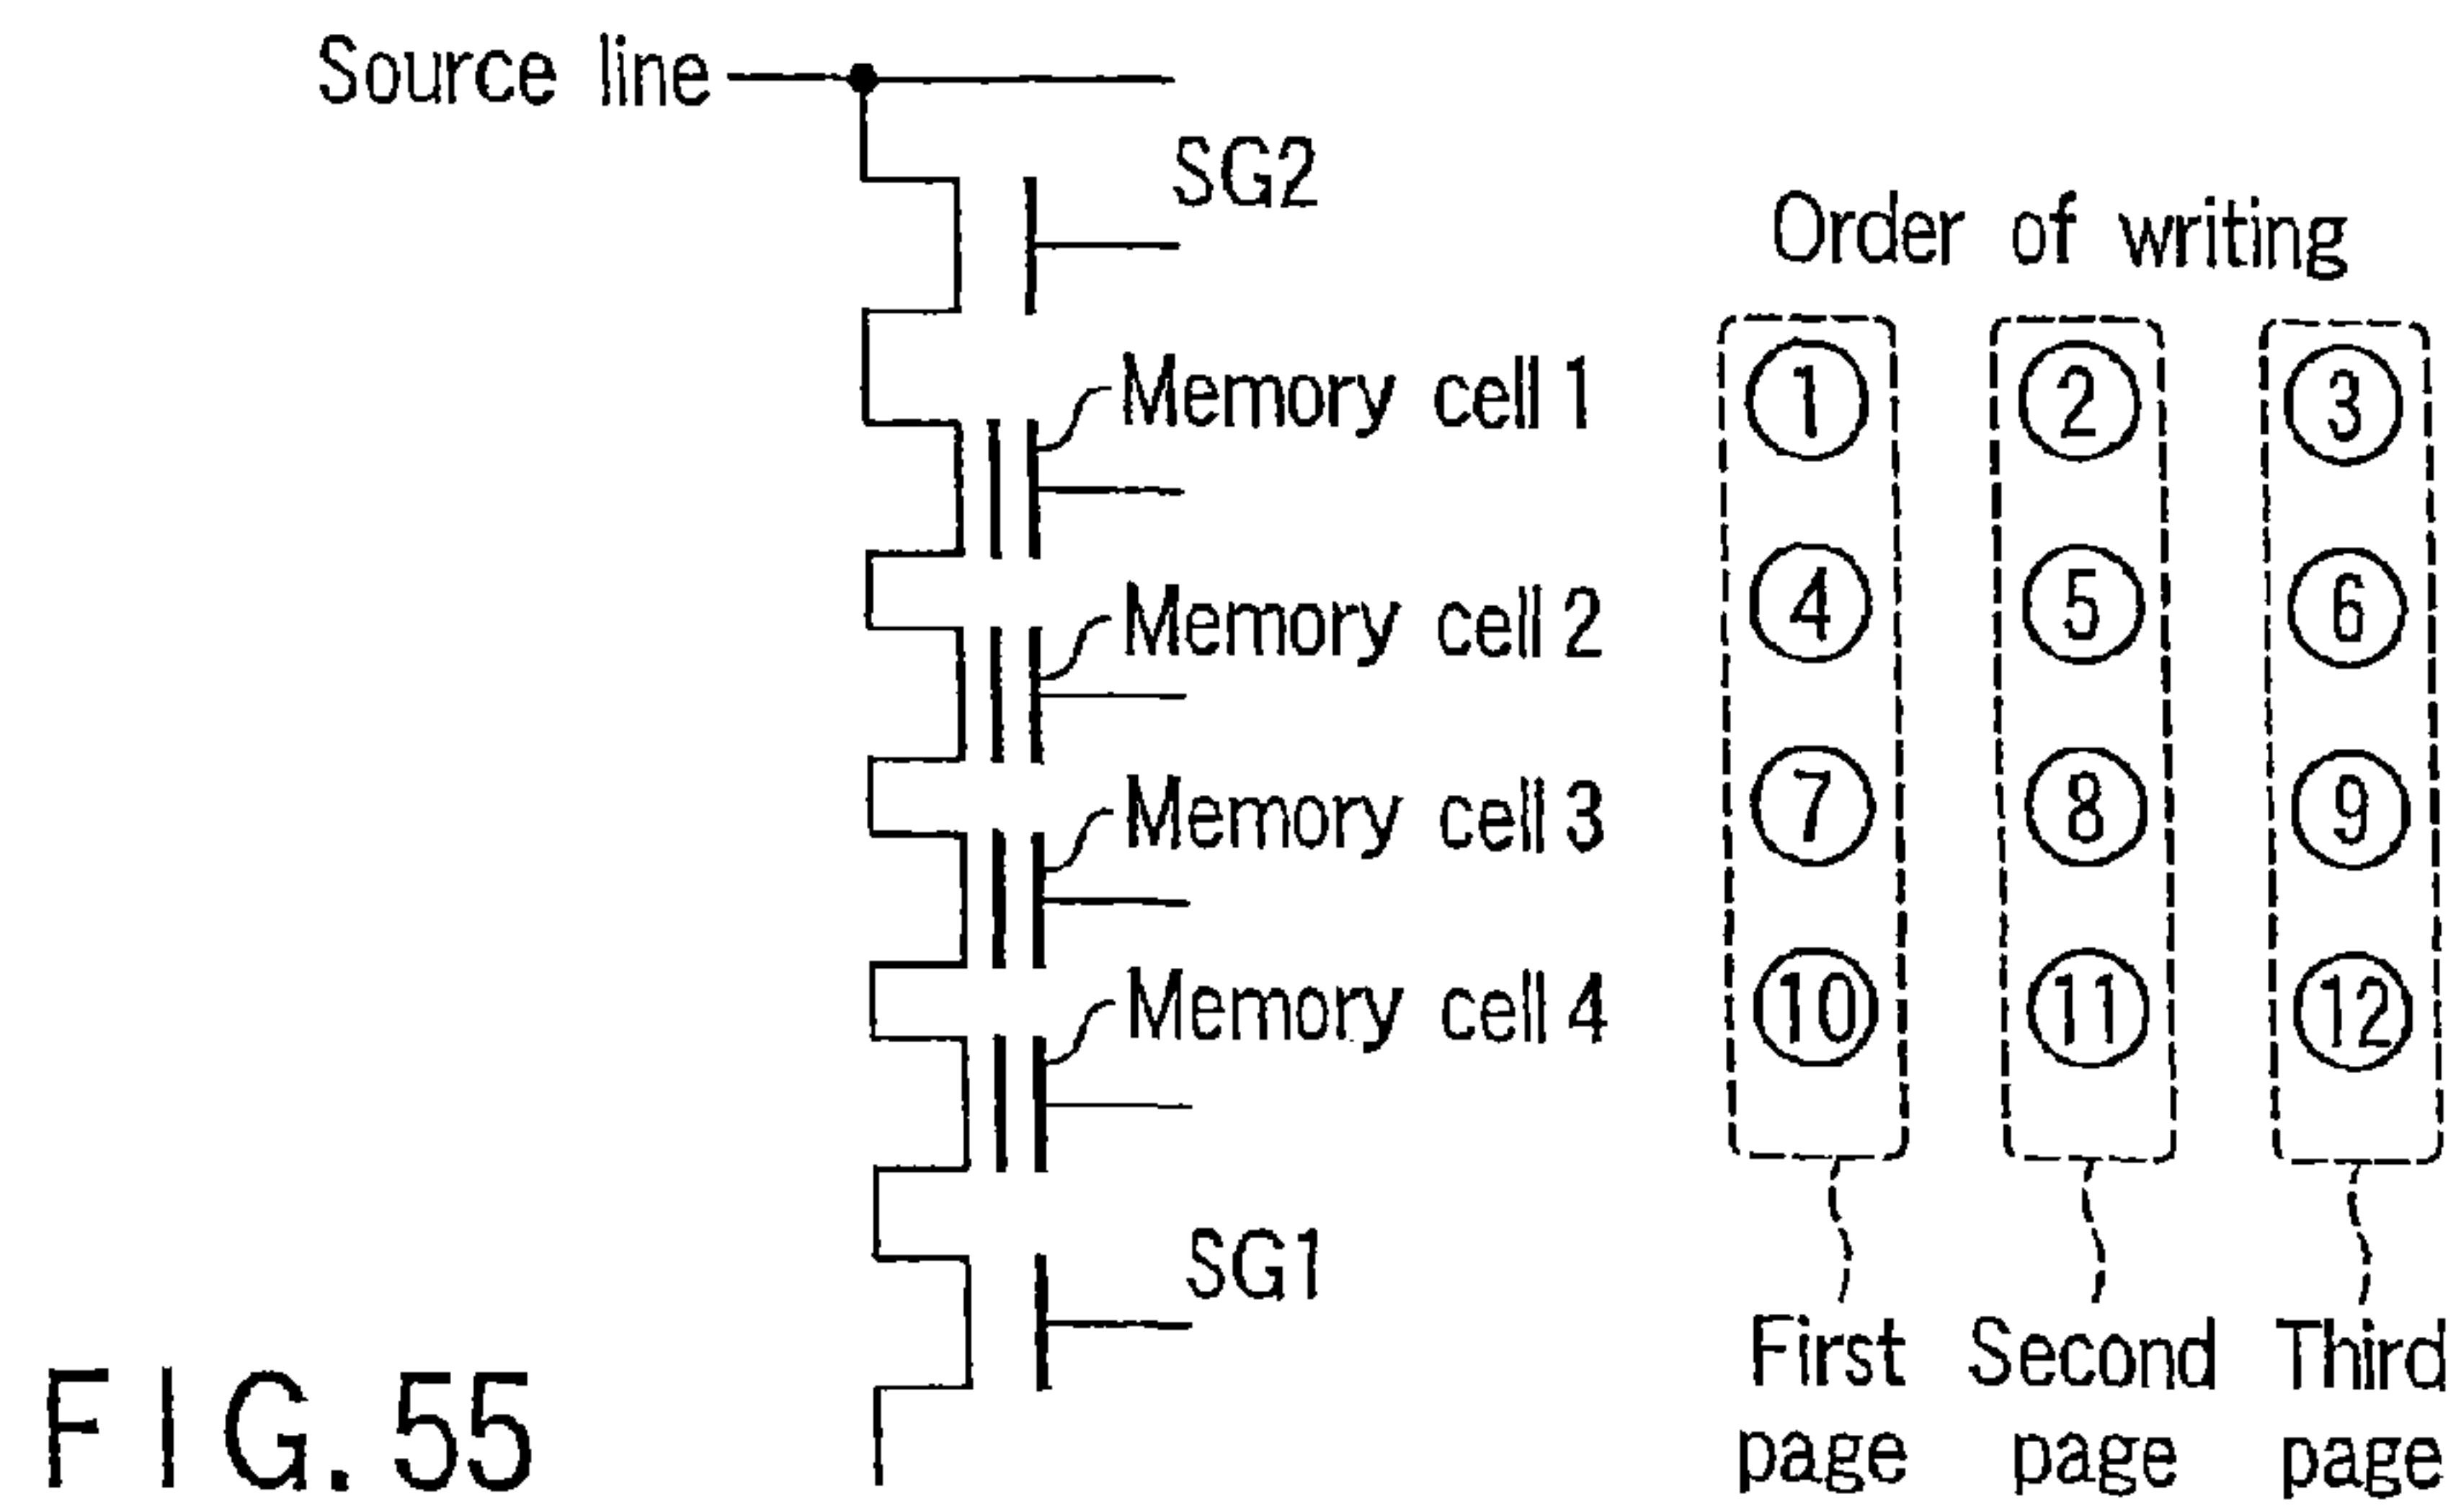 Source line
SG2
Order of writing
Memory cell 1 ① ② ③
Memory cell 2 ④ ⑤ ⑥
Memory cell 3 ⑦ ⑧ ⑨
Memory cell 4 ⑩ ⑪ ⑫
SG1
First page
Second page
Third page
FIG. 55